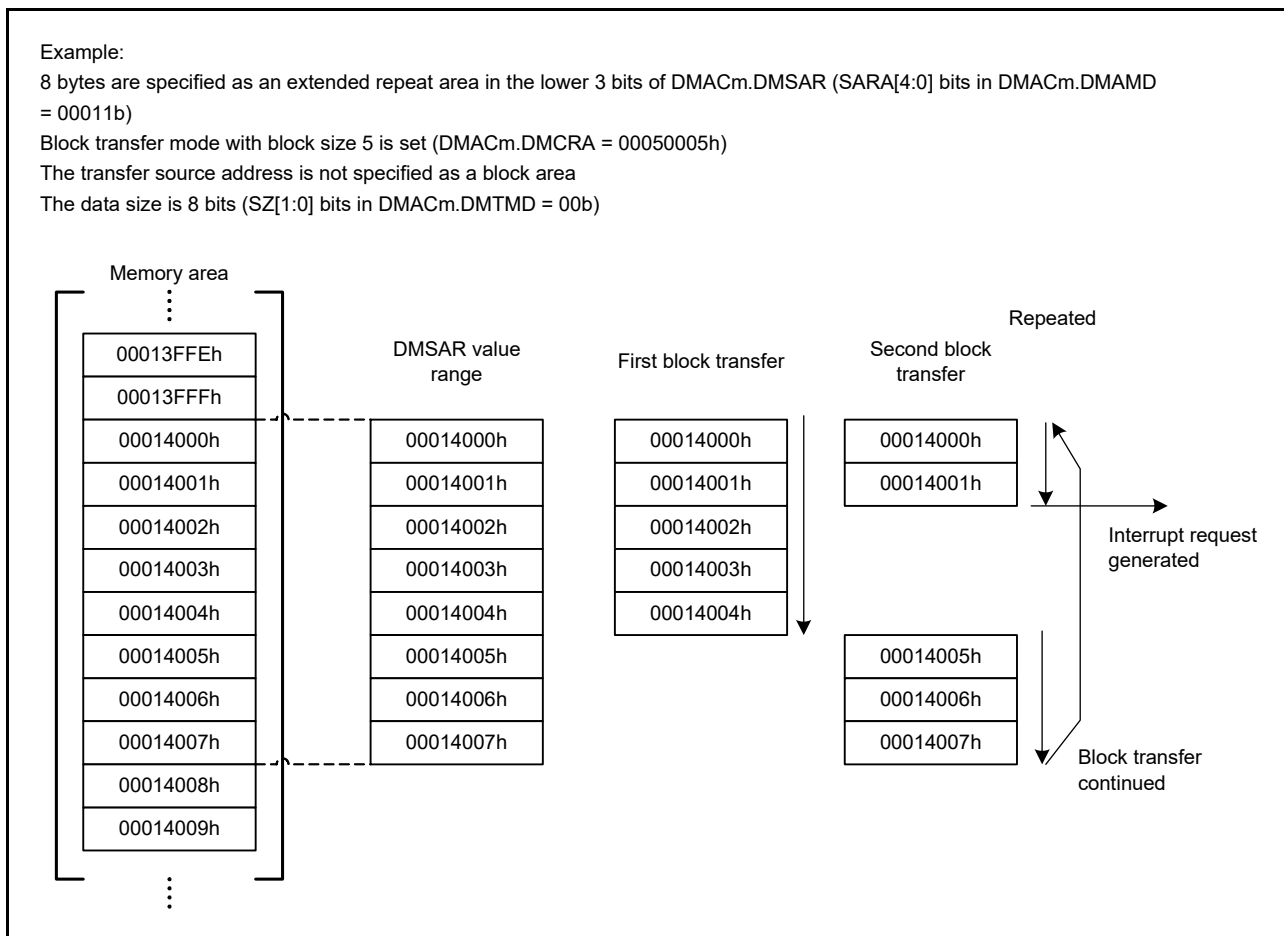 Example:
8 bytes are specified as an extended repeat area in the lower 3 bits of DMACm.DMSAR (SARA[4:0] bits in DMACm.DMAMD
= 00011b)
Block transfer mode with block size 5 is set (DMACm.DMCRA = 00050005h)
The transfer source address is not specified as a block area
The data size is 8 bits (SZ[1:0] bits in DMACm.DMTMD = 00b)
Memory area
00013FFEh
00013FFFh
00014000h
00014001h
00014002h
00014003h
00014004h
00014005h
00014006h
00014007h
00014008h
00014009h
DMSAR value
range
00014000h
00014001h
00014002h
00014003h
00014004h
00014005h
00014006h
00014007h
First block transfer
00014000h
00014001h
00014002h
00014003h
00014004h
Second block
transfer
00014000h
00014001h
00014005h
00014006h
00014007h
Repeated
Interrupt request
generated
Block transfer
continued